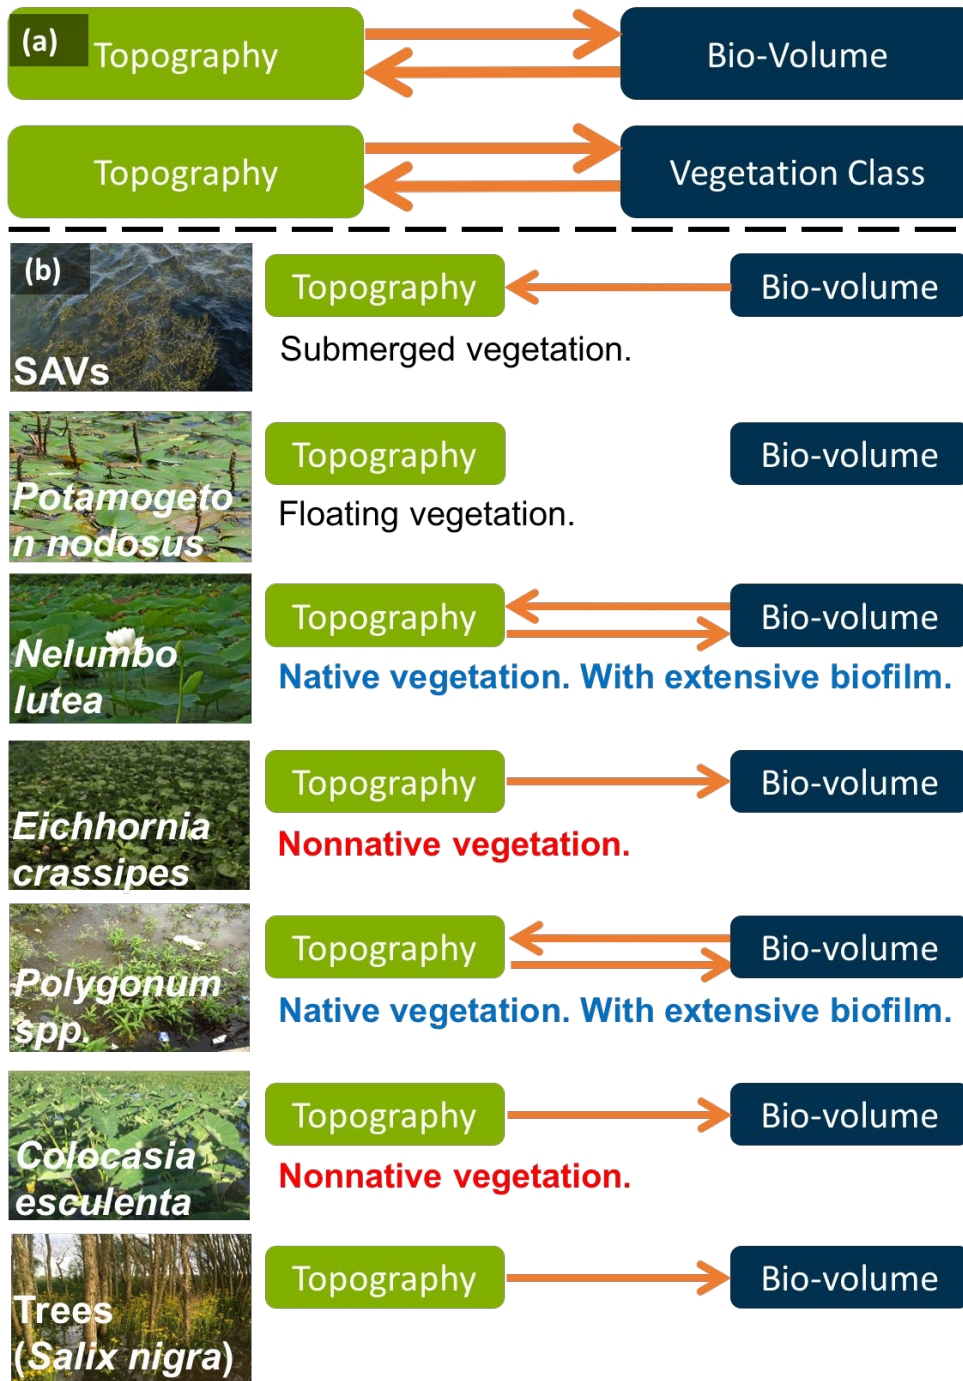 (a)
Topography Bio-Volume
Topography Vegetation Class
(b)
Topography Bio-volume
Submerged vegetation.
SAVs
Topography Bio-volume
Potamogeto
n nodosus
Floating vegetation.
Topography Bio-volume
Nelumbo
lutea
Native vegetation. With extensive biofilm.
Topography Bio-volume
Eichhornia
crassipes
Nonnative vegetation.
Topography Bio-volume
Polygonum
spp.
Native vegetation. With extensive biofilm.
Topography Bio-volume
Colocasia
esculenta
Nonnative vegetation.
Topography Bio-volume
Trees
(Salix nigra)